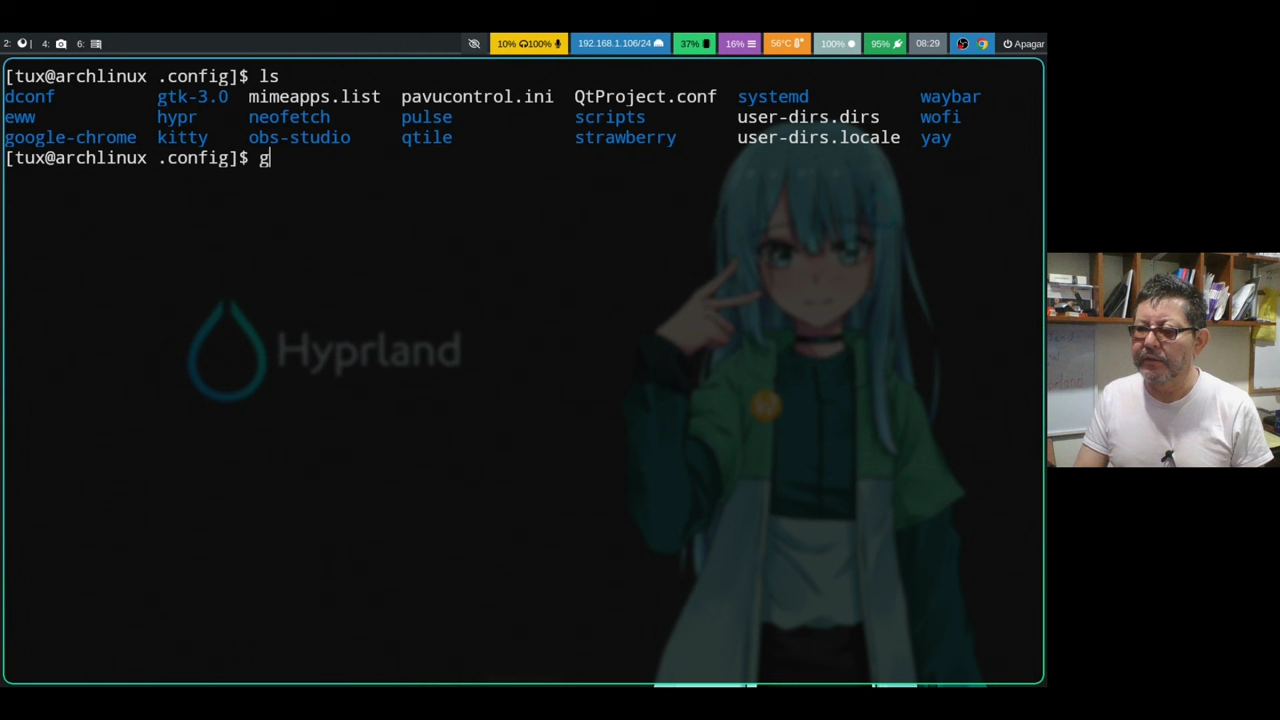 2: 4: 6: 10% 100% 192.168.1.106/24 37% 16% 56°C 100% 95% 08:29 Apagar
[tux@archlinux .config]$ ls
dconf gtk-3.0 mimeapps.list pavucontrol.ini QtProject.conf systemd waybar
eww hypr neofetch pulse scripts user-dirs.dirs wofi
google-chrome kitty obs-studio qtile strawberry user-dirs.locale yay
[tux@archlinux .config]$ g
Hyprland